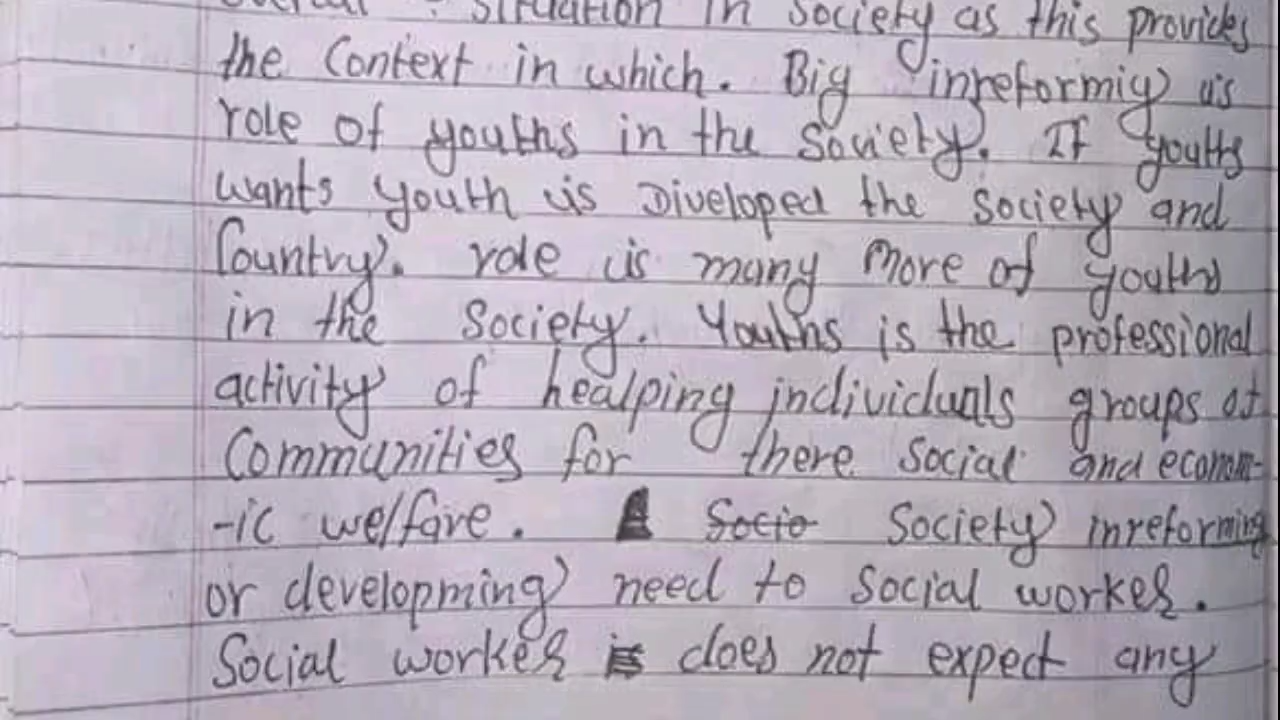 situation in society as this provides
the context in which. Big inreformig is
role of youths in the society. If youths
wants youth is Diveloped the society and
Country. role is many more of youths
in the society. Youths is the professional
activity of healping individuals groups of
Communities for there social and econom-
-ic welfare. Socio Society inreforming
or developming need to social worker.
Social worker is does not expect any